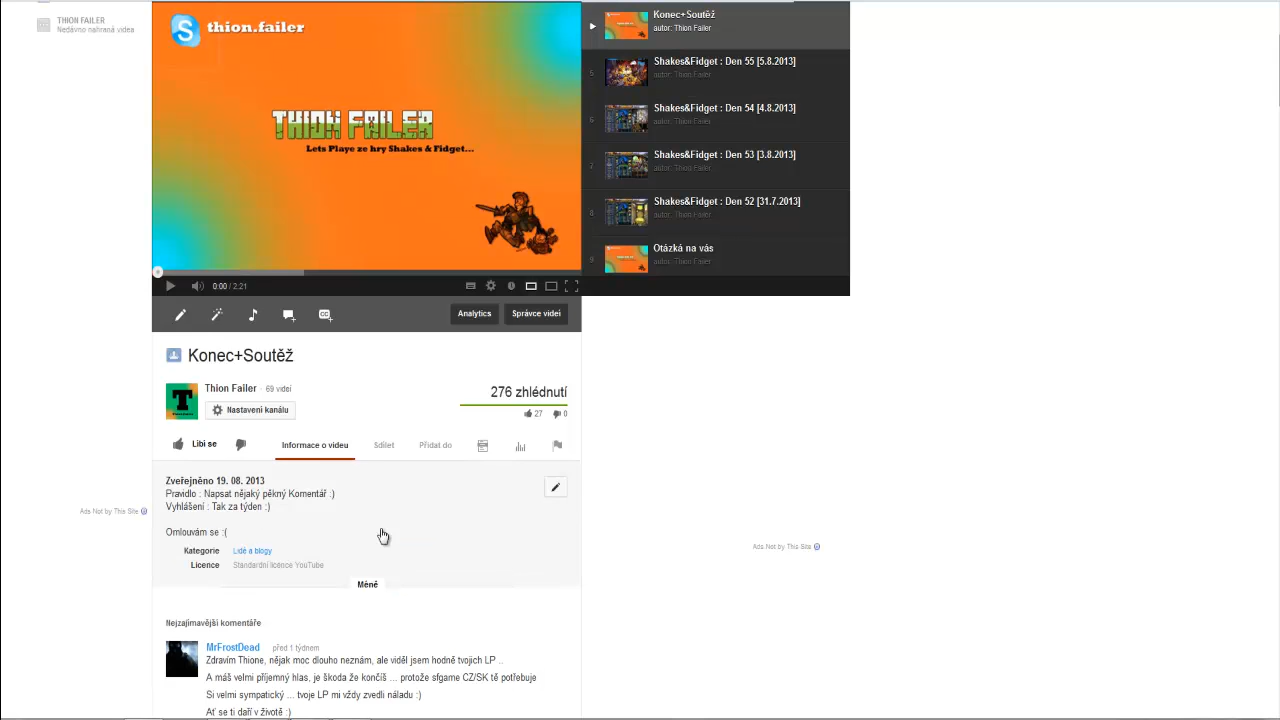 THION FAILER
Nedávno nahraná videa
thion.failer
THION FAILER
Lets Playe ze hry Shakes & Fidget...
Konec+Soutěž
autor: Thion Failer
5
Shakes&Fidget : Den 55 [5.8.2013]
autor: Thion Failer
6
Shakes&Fidget : Den 54 [4.8.2013]
autor: Thion Failer
7
Shakes&Fidget : Den 53 [3.8.2013]
autor: Thion Failer
8
Shakes&Fidget : Den 52 [31.7.2013]
autor: Thion Failer
9
Otázká na vás
autor: Thion Failer
0:00 / 2:21
Analytics
Správce videí
Konec+Soutěž
Thion Failer · 69 videí
Nastavení kanálu
276 zhlédnutí
27 0
Líbí se
Informace o videu
Sdílet
Přidat do
Zveřejněno 19. 08. 2013
Pravidlo : Napsat nějaký pěkný Komentář :)
Vyhlášení : Tak za týden :)
Omlouvám se :(
Kategorie Lidé a blogy
Licence Standardní licence YouTube
Méně
Ads Not by This Site
Ads Not by This Site
Nejzajímavější komentáře
MrFrostDead před 1 týdnem
Zdravím Thione, nějak moc dlouho neznám, ale viděl jsem hodně tvojich LP ..
A máš velmi příjemný hlas, je škoda že končíš ... protože sfgame CZ/SK tě potřebuje
Si velmi sympatický ... tvoje LP mi vždy zvedli náladu :)
Ať se ti daří v životě :)